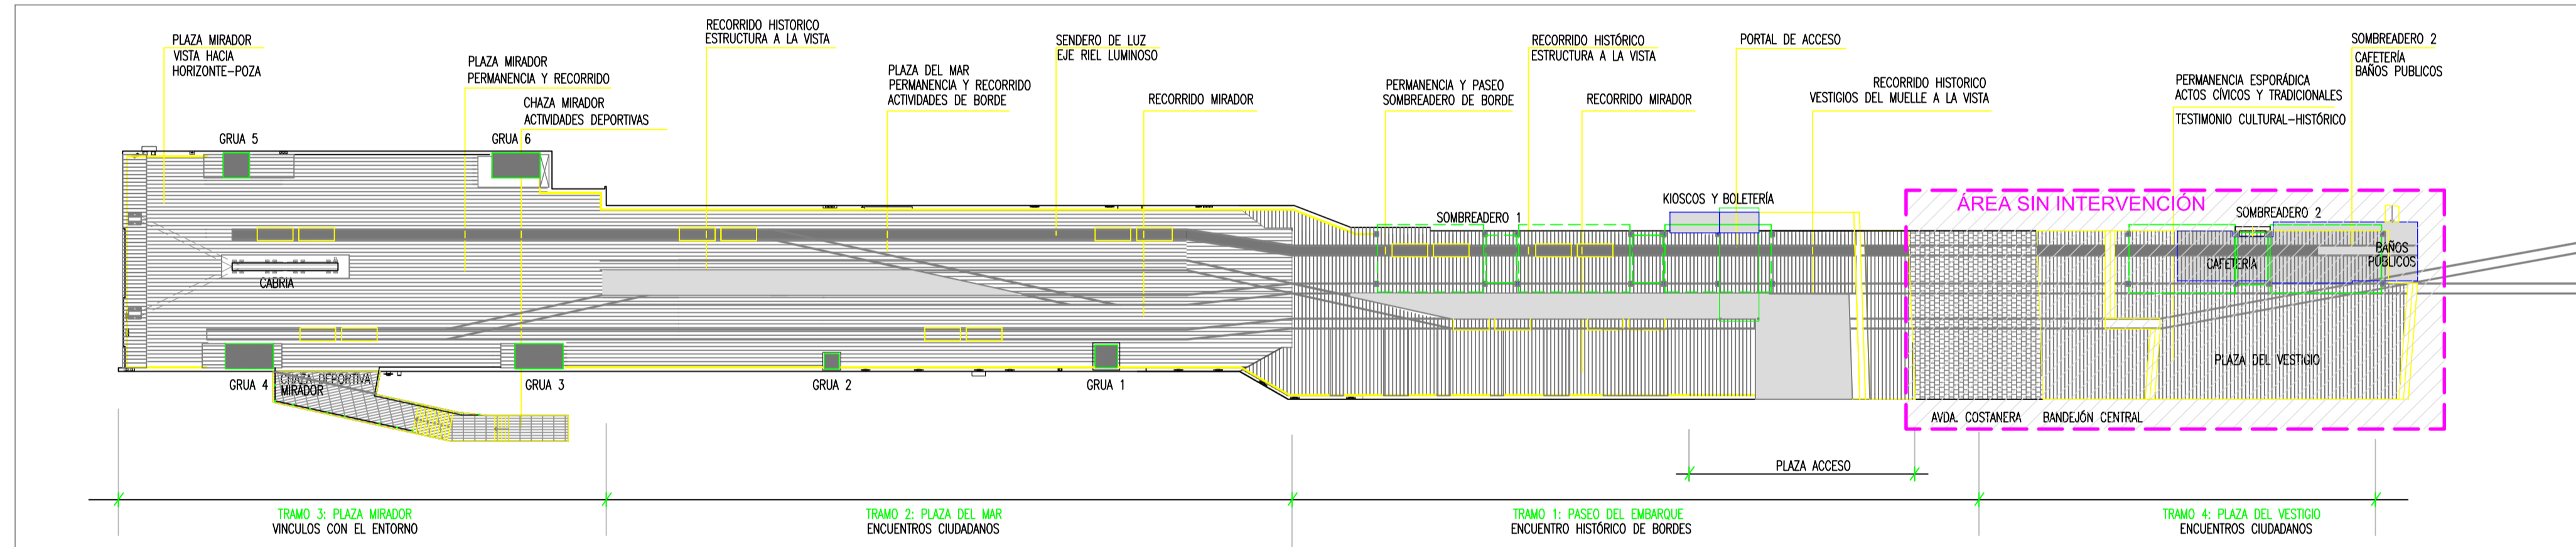 PLAZA MIRADOR
VISTA HACIA
HORIZONTE-POZA
PLAZA MIRADOR
PERMANENCIA Y RECORRIDO
CHAZA MIRADOR
ACTIVIDADES DEPORTIVAS
RECORRIDO HISTORICO
ESTRUCTURA A LA VISTA
PLAZA DEL MAR
PERMANENCIA Y RECORRIDO
ACTIVIDADES DE BORDE
SENDERO DE LUZ
EJE RIEL LUMINOSO
RECORRIDO MIRADOR
PERMANENCIA Y PASEO
SOMBREADERO DE BORDE
RECORRIDO HISTÓRICO
ESTRUCTURA A LA VISTA
RECORRIDO MIRADOR
PORTAL DE ACCESO
RECORRIDO HISTORICO
VESTIGIOS DEL MUELLE A LA VISTA
PERMANENCIA ESPORÁDICA
ACTOS CÍVICOS Y TRADICIONALES
TESTIMONIO CULTURAL-HISTÓRICO
SOMBREADERO 2
CAFETERÍA
BAÑOS PUBLICOS
GRUA 5
GRUA 6
KIOSCOS Y BOLETERÍA
SOMBREADERO 1
ÁREA SIN INTERVENCIÓN
SOMBREADERO 2
BAÑOS
PÚBLICOS
CAFETERÍA
CABRIA
PLAZA DEL VESTIGIO
GRUA 4
CHAZA DEPORTIVA
MIRADOR
GRUA 3
GRUA 2
GRUA 1
AVDA. COSTANERA
BANDEJÓN CENTRAL
PLAZA ACCESO
TRAMO 3: PLAZA MIRADOR
VINCULOS CON EL ENTORNO
TRAMO 2: PLAZA DEL MAR
ENCUENTROS CIUDADANOS
TRAMO 1: PASEO DEL EMBARQUE
ENCUENTRO HISTÓRICO DE BORDES
TRAMO 4: PLAZA DEL VESTIGIO
ENCUENTROS CIUDADANOS